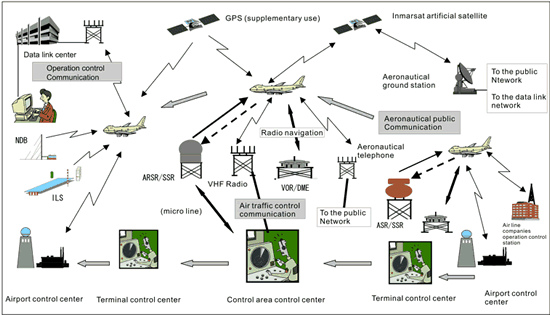 GPS (supplementary use)
Inmarsat artificial satellite
Data link center
Operation control
Communication
Aeronautical
ground station
To the public
Ntework
To the data link
network
NDB
Radio navigation
Aeronautical public
Communication
Aeronautical
telephone
ARSR/SSR
VHF Radio
VOR/DME
ILS
(micro line)
Air traffic control
communication
To the public
Network
ASR/SSR
Air line
companies
operation control
station
Airport control center
Terminal control center
Control area control center
Terminal control center
Airport control
center